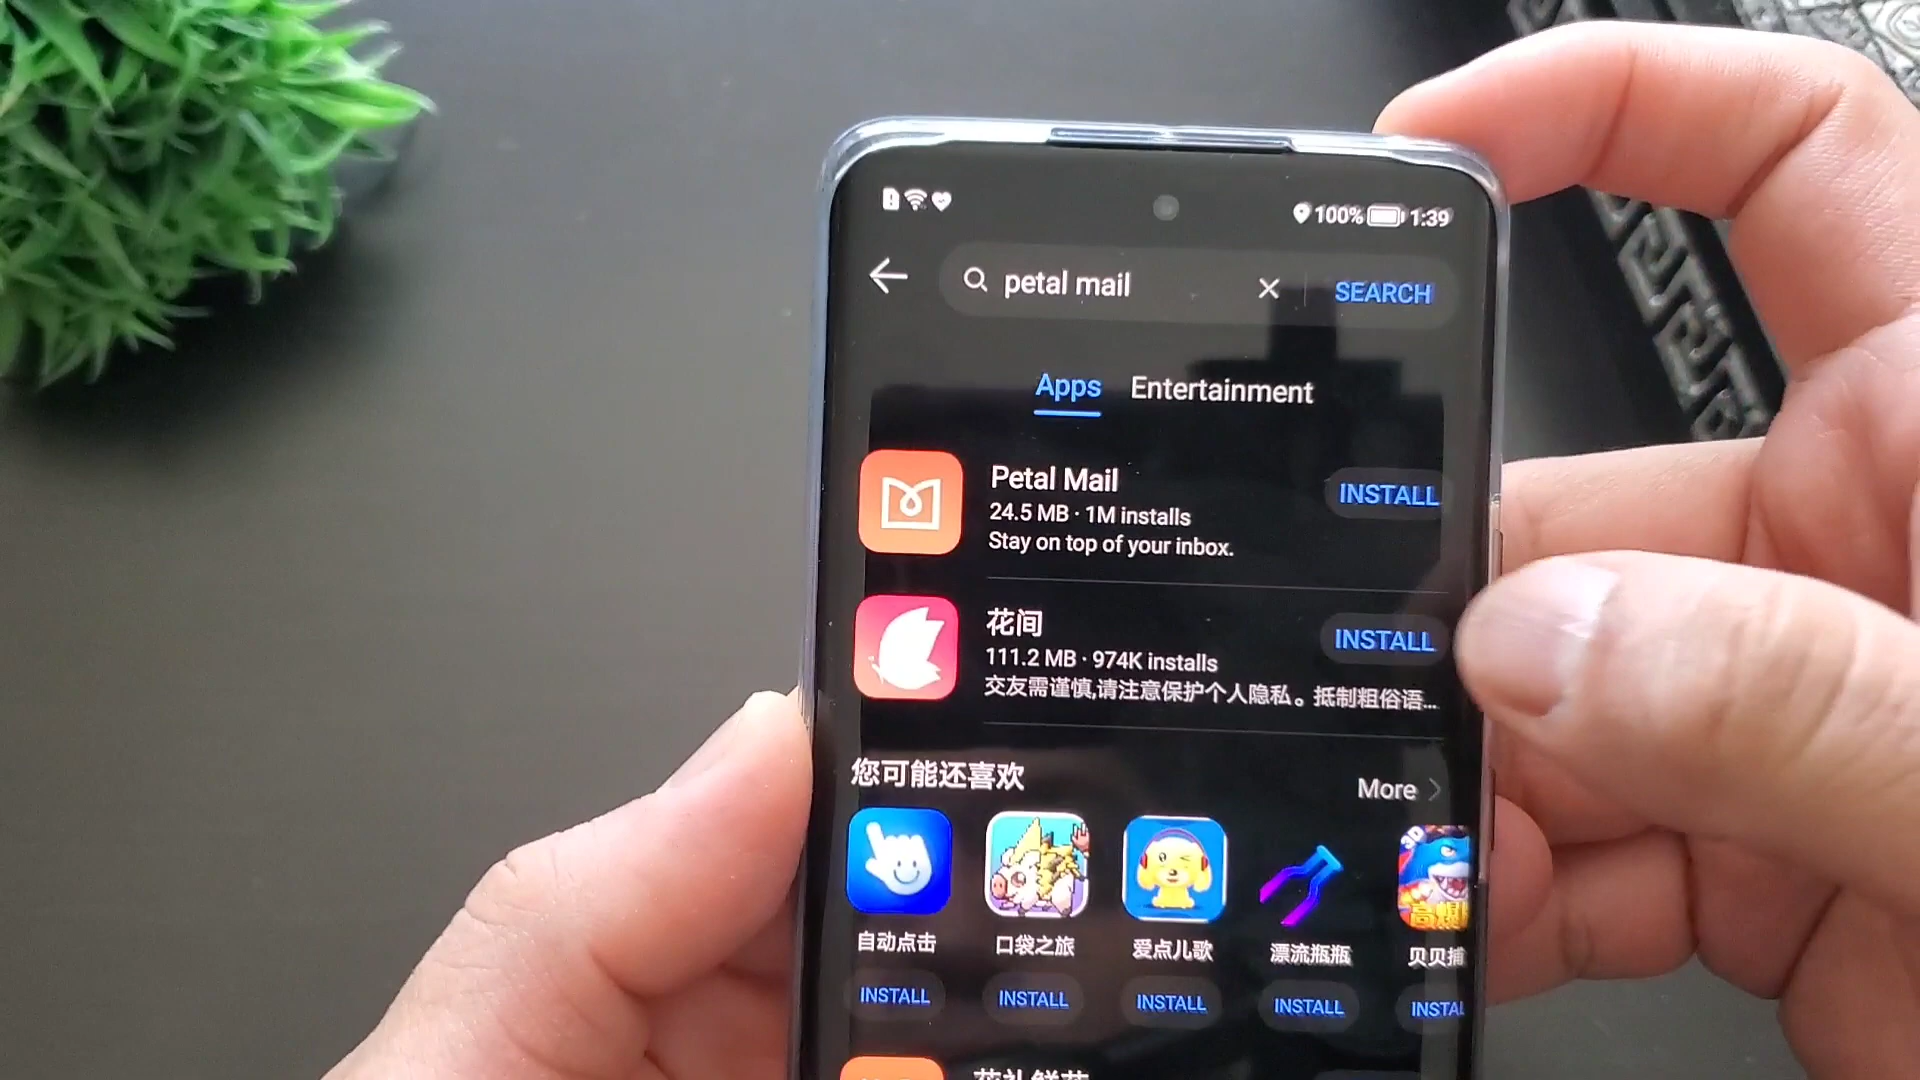 100% 1:39
petal mail
SEARCH
Apps Entertainment
Petal Mail
24.5 MB · 1M installs
Stay on top of your inbox.
INSTALL
花间
111.2 MB · 974K installs
交友需谨慎,请注意保护个人隐私。抵制粗俗语...
INSTALL
您可能还喜欢
More
3D
自动点击 口袋之旅 爱点儿歌 漂流瓶瓶 贝贝捕
INSTALL INSTALL INSTALL INSTALL INSTAL